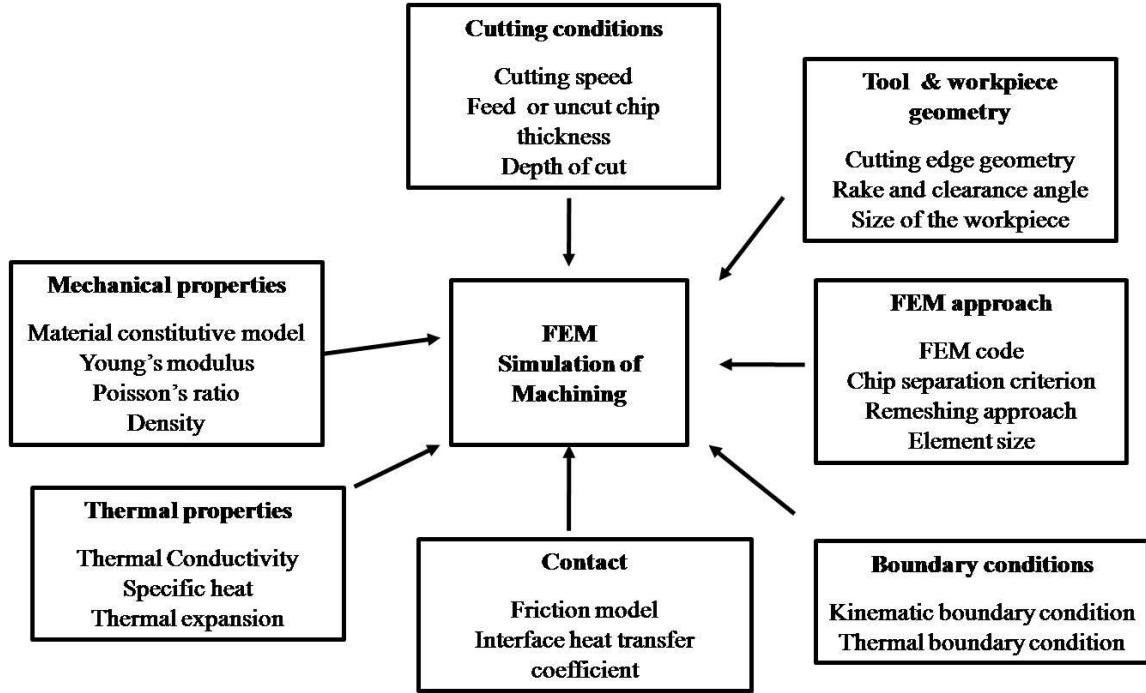 Cutting conditions
Cutting speed
Feed or uncut chip
thickness
Depth of cut
Tool & workpiece
geometry
Cutting edge geometry
Rake and clearance angle
Size of the workpiece
Mechanical properties
Material constitutive model
Young's modulus
Poisson's ratio
Density
FEM
Simulation of
Machining
FEM approach
FEM code
Chip separation criterion
Remeshing approach
Element size
Thermal properties
Thermal Conductivity
Specific heat
Thermal expansion
Contact
Friction model
Interface heat transfer
coefficient
Boundary conditions
Kinematic boundary condition
Thermal boundary condition